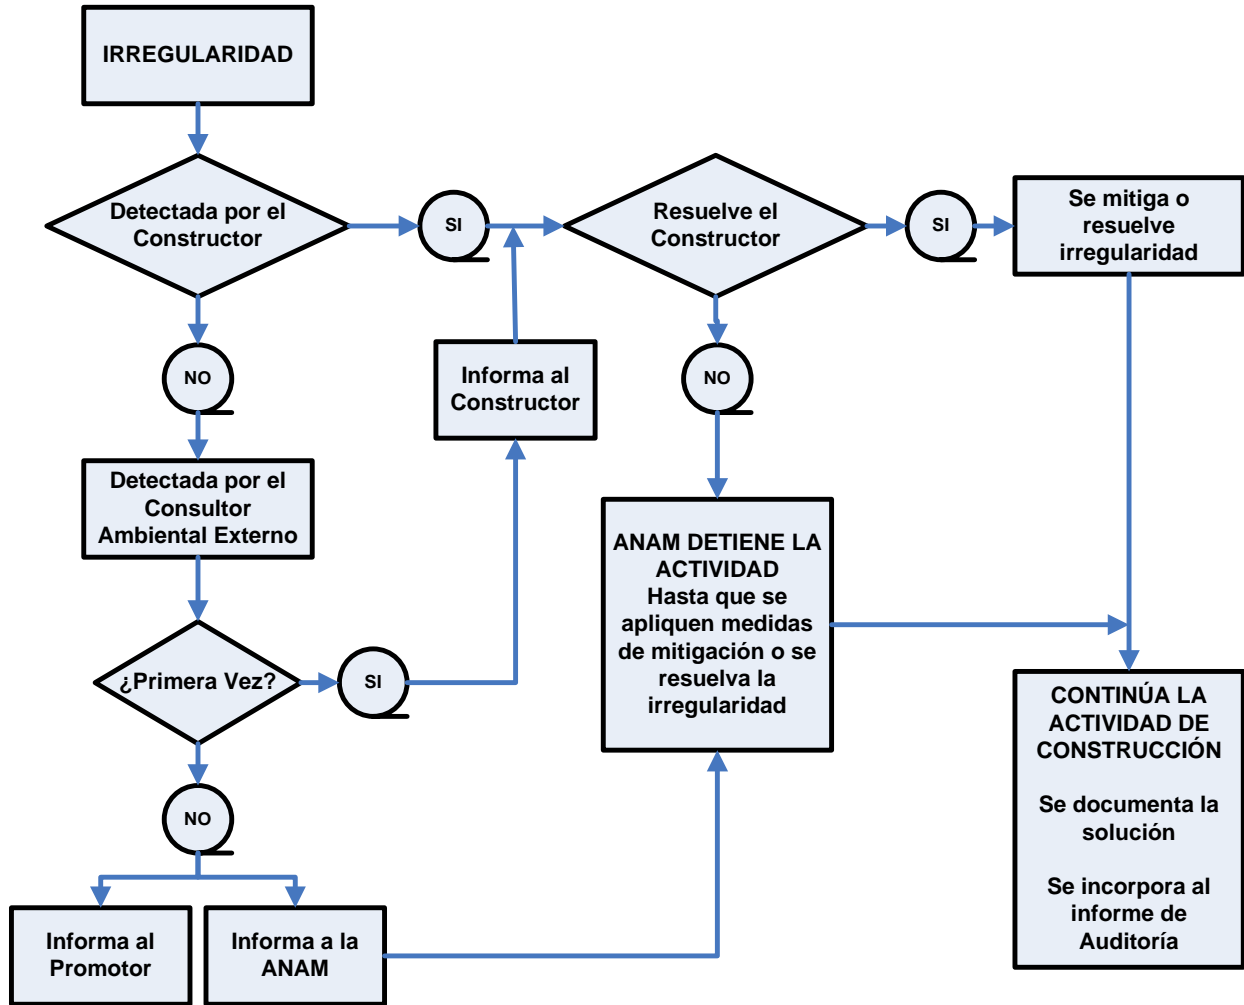 IRREGULARIDAD
Detectada por el
Constructor
SI
Resuelve el
Constructor
SI
Se mitiga o
resuelve
irregularidad
NO
Informa al
Constructor
NO
Detectada por el
Consultor
Ambiental Externo
ANAM DETIENE LA
ACTIVIDAD
Hasta que se
apliquen medidas
de mitigación o se
resuelva la
irregularidad
¿Primera Vez?
SI
CONTINÚA LA
ACTIVIDAD DE
CONSTRUCCIÓN
Se documenta la
solución
Se incorpora al
informe de
Auditoría
NO
Informa al
Promotor
Informa a la
ANAM